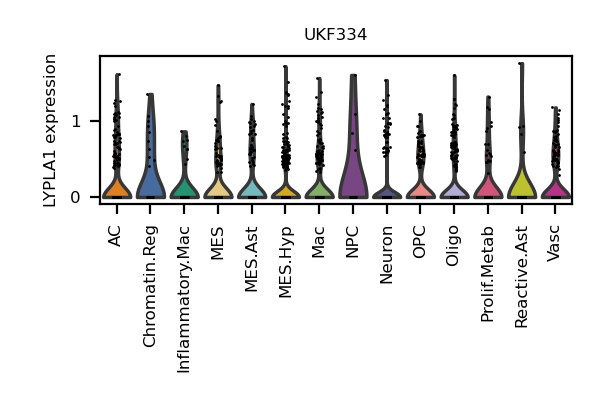 UKF334
LYPLA1 expression
1
0
AC
Chromatin.Reg
Inflammatory.Mac
MES
MES.Ast
MES.Hyp
Mac
NPC
Neuron
OPC
Oligo
Prolif.Metab
Reactive.Ast
Vasc